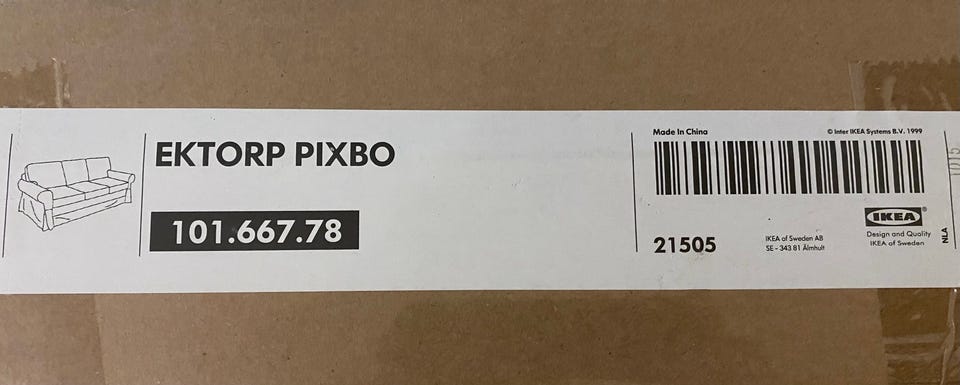 EKTORP PIXBO
101.667.78
Made In China
© Inter IKEA Systems B.V. 1999
21505
IKEA of Sweden AB
SE - 343 81 Älmhult
IKEA®
Design and Quality
IKEA of Sweden
NLA